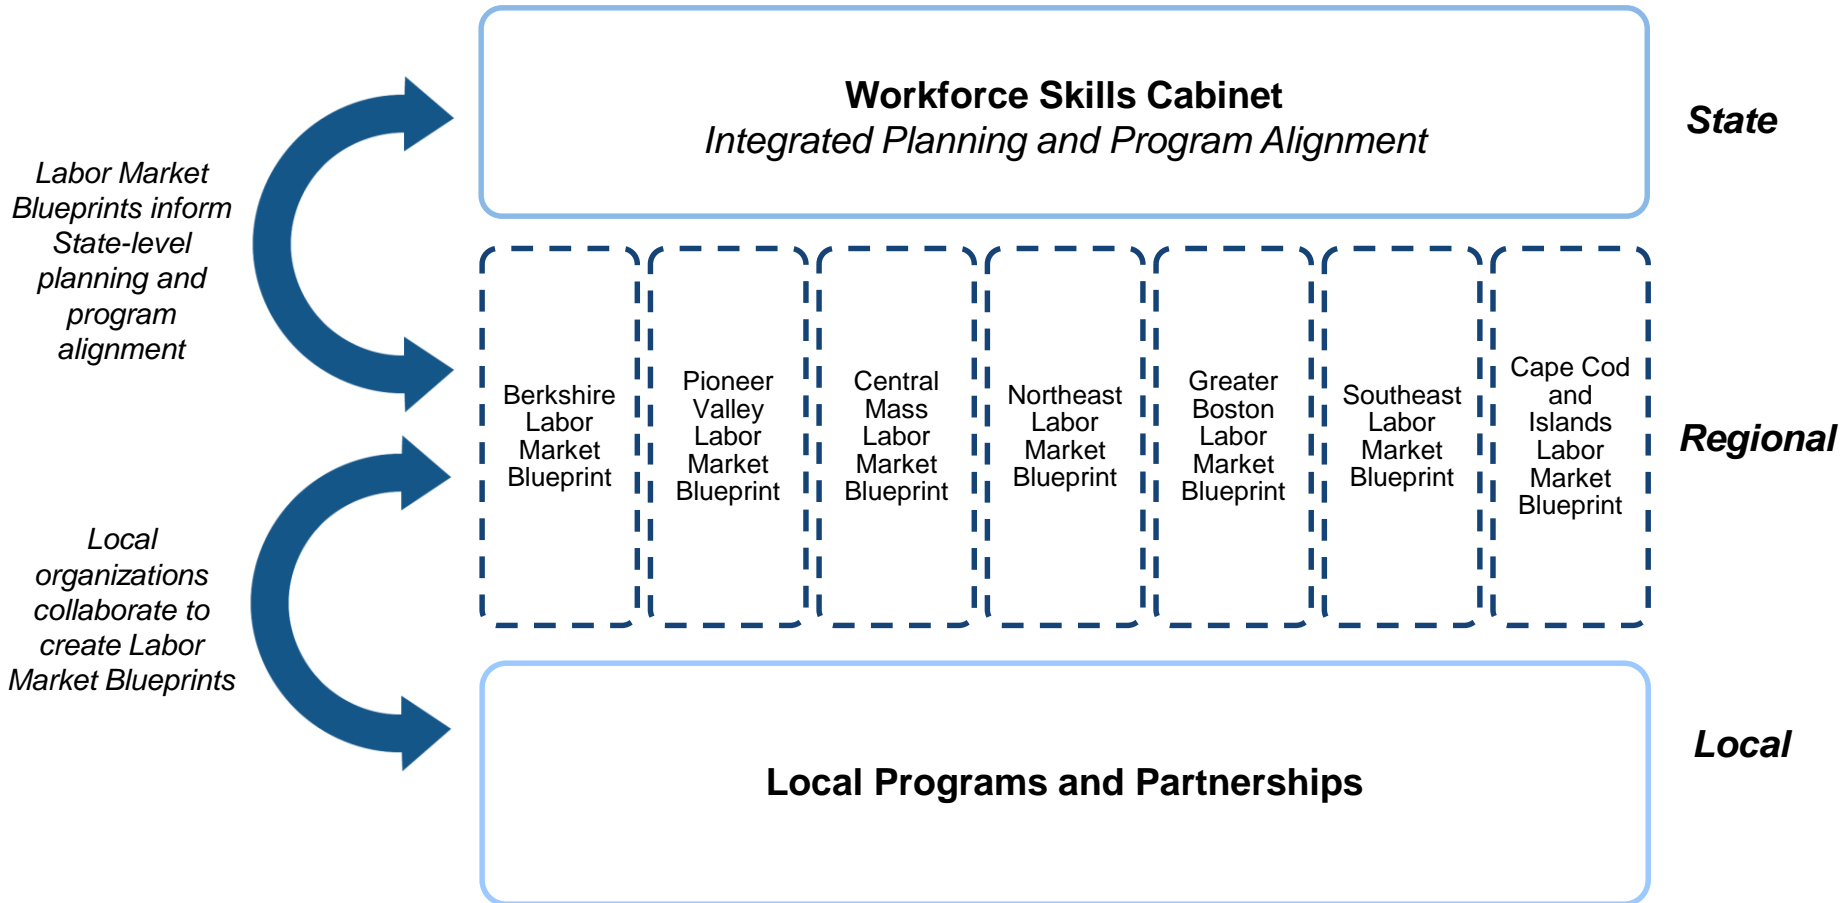 Workforce Skills Cabinet
Integrated Planning and Program Alignment
State
Labor Market
Blueprints inform
State-level
planning and
program
alignment
Berkshire
Labor
Market
Blueprint
Pioneer
Valley
Labor
Market
Blueprint
Central
Mass
Labor
Market
Blueprint
Northeast
Labor
Market
Blueprint
Greater
Boston
Labor
Market
Blueprint
Southeast
Labor
Market
Blueprint
Cape Cod
and
Islands
Labor
Market
Blueprint
Regional
Local
organizations
collaborate to
create Labor
Market Blueprints
Local Programs and Partnerships
Local